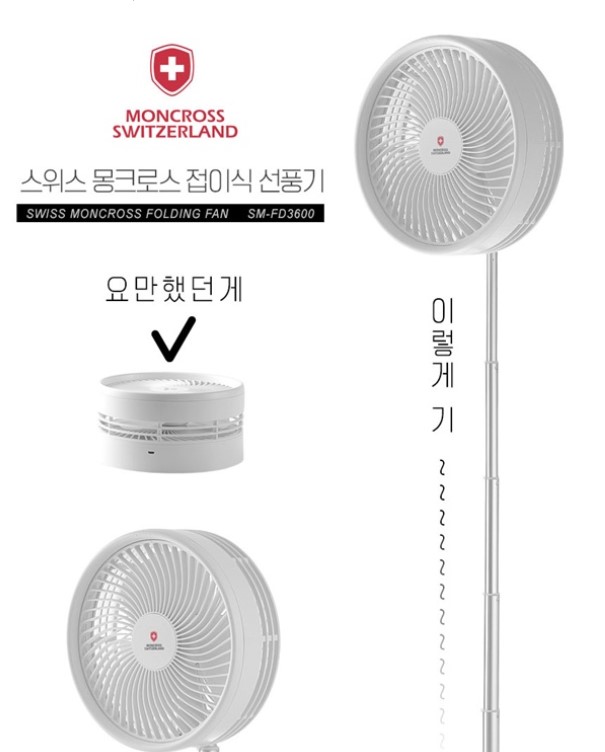 MONCROSS
SWITZERLAND
스위스 몽크로스 접이식 선풍기
SWISS MONCROSS FOLDING FAN SM-FD3600
요만했던게
이렇게 기
~~~~~~~~~~~~
MONCROSS
SWITZERLAND
MONCROSS
SWITZERLAND